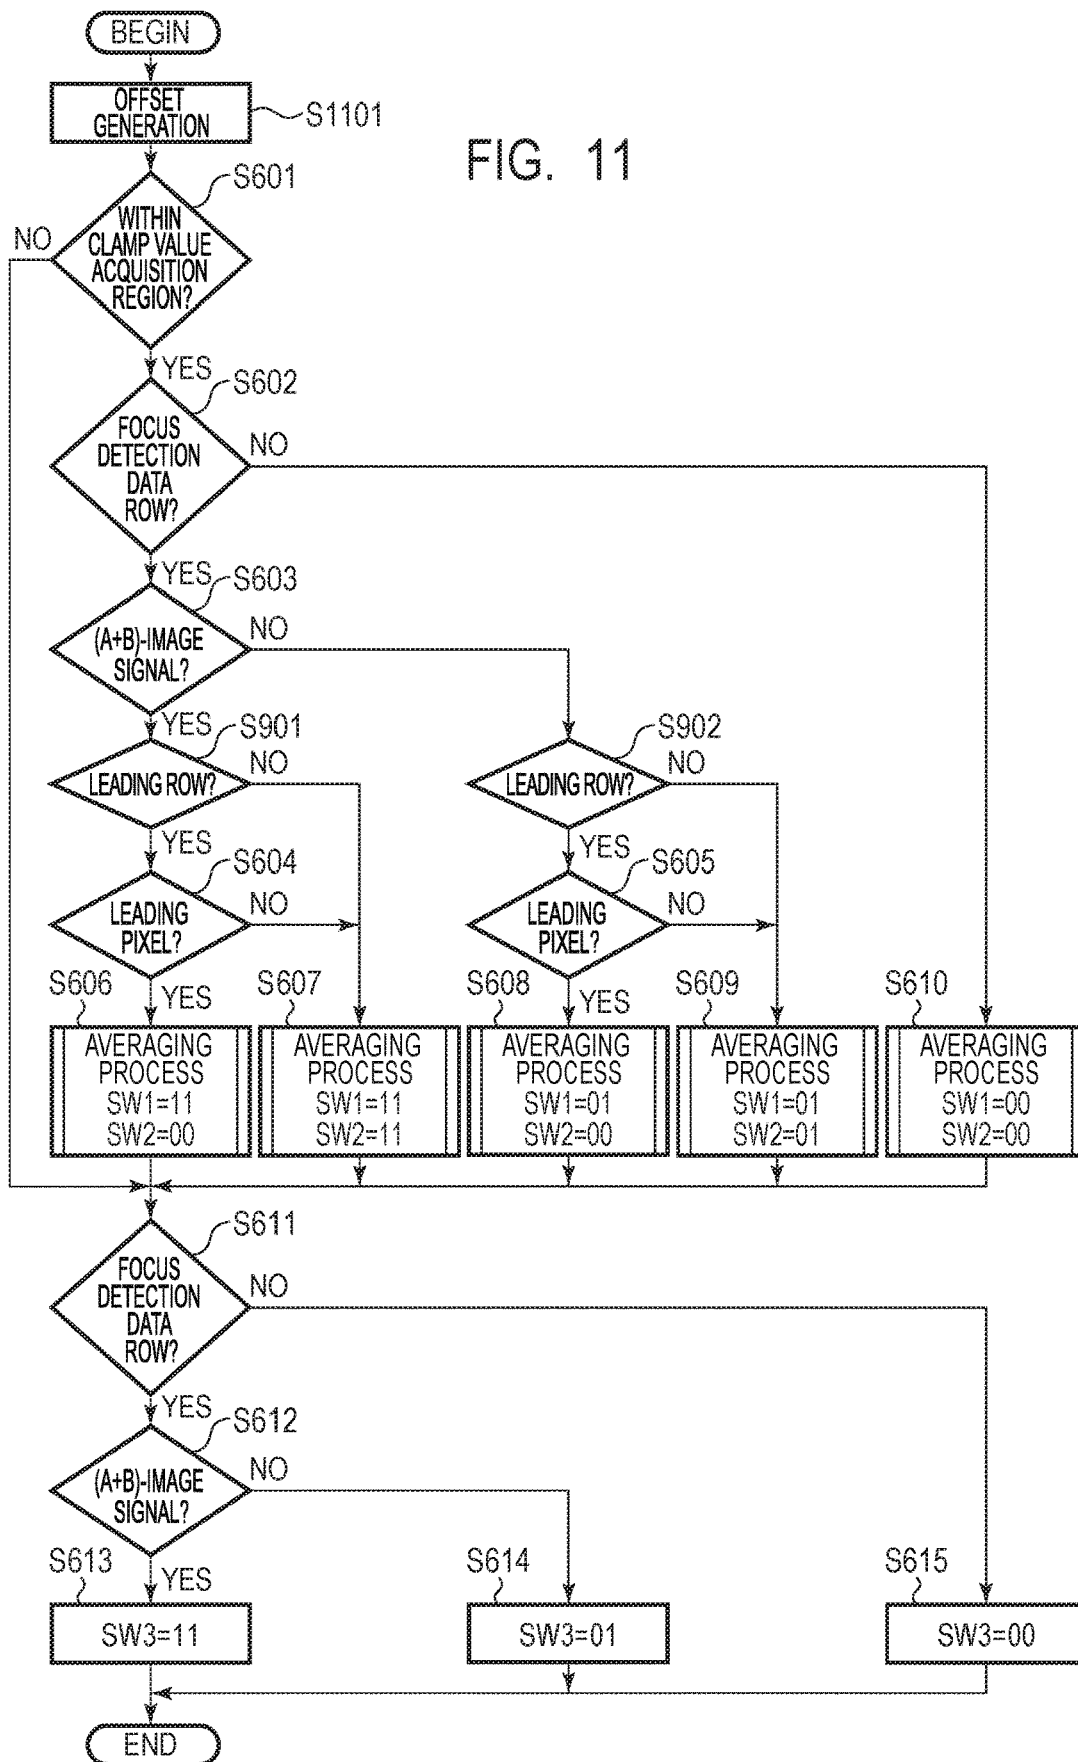 BEGIN
OFFSET
GENERATION
S1101
FIG. 11
S601
WITHIN
CLAMP VALUE
ACQUISITION
REGION?
NO
YES
S602
FOCUS
DETECTION
DATA
ROW?
NO
YES
S603
(A+B)-IMAGE
SIGNAL?
NO
YES
S901
LEADING ROW?
NO
YES
S902
LEADING ROW?
NO
YES
S604
LEADING
PIXEL?
NO
YES
S605
LEADING
PIXEL?
NO
YES
S606
AVERAGING
PROCESS
SW1=11
SW2=00
S607
AVERAGING
PROCESS
SW1=11
SW2=11
S608
AVERAGING
PROCESS
SW1=01
SW2=00
S609
AVERAGING
PROCESS
SW1=01
SW2=01
S610
AVERAGING
PROCESS
SW1=00
SW2=00
S611
FOCUS
DETECTION
DATA
ROW?
NO
YES
S612
(A+B)-IMAGE
SIGNAL?
NO
YES
S613
SW3=11
S614
SW3=01
S615
SW3=00
END